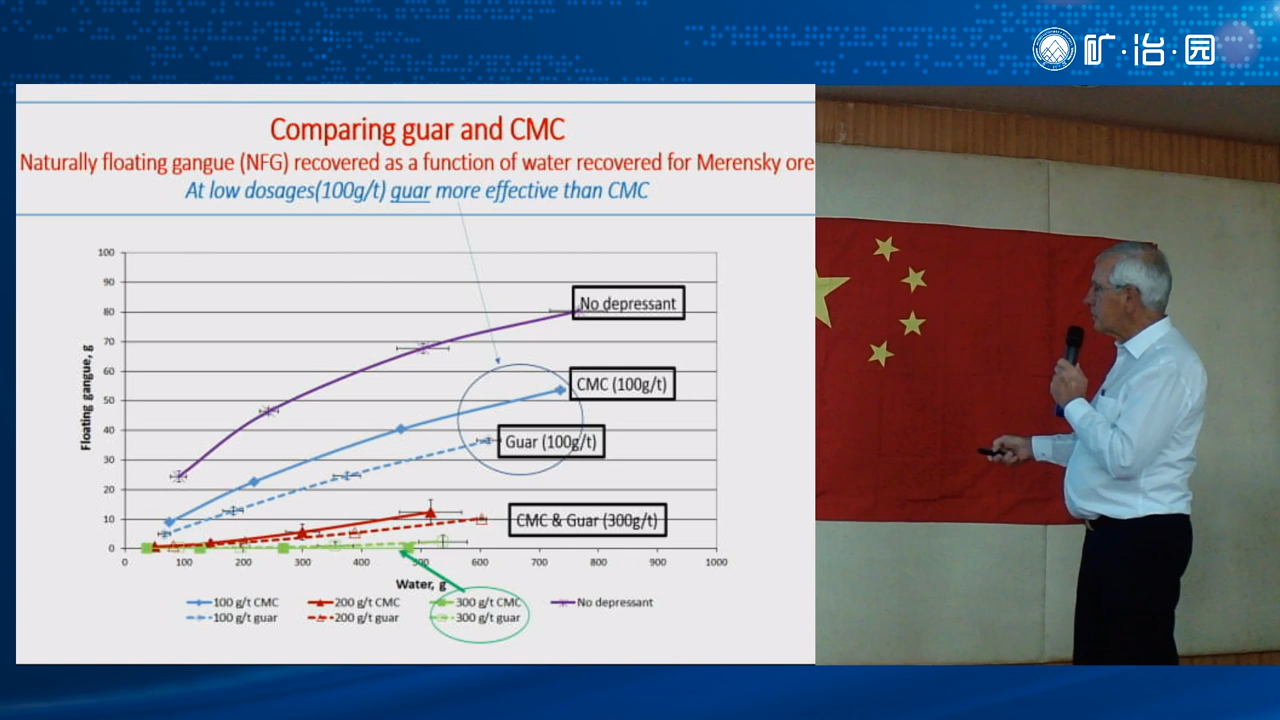 矿·冶·园
Comparing guar and CMC
Naturally floating gangue (NFG) recovered as a function of water recovered for Merensky ore
At low dosages(100g/t) guar more effective than CMC
100
90
80
70
60
50
40
30
20
10
0
Floating gangue, g
No depressant
CMC (100g/t)
Guar (100g/t)
CMC & Guar (300g/t)
0 100 200 300 400 500 600 700 800 900 1000
Water, g
100 g/t CMC 200 g/t CMC 300 g/t CMC No depressant
100 g/t guar 200 g/t guar 300 g/t guar